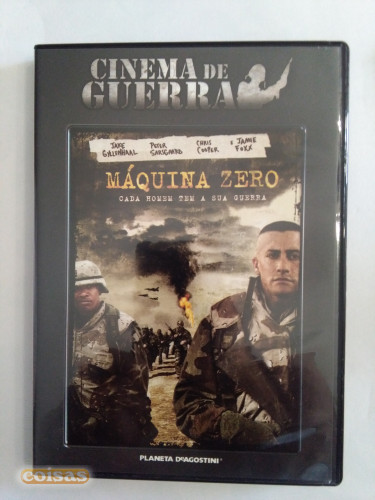 CINEMA DE
GUERRA
JAKE GYLLENHAAL PETER SARSGAARD CHRIS COOPER E JAMIE FOXX
MÁQUINA ZERO
CADA HOMEM TEM A SUA GUERRA
PLANETA DeAGOSTINI
coisas